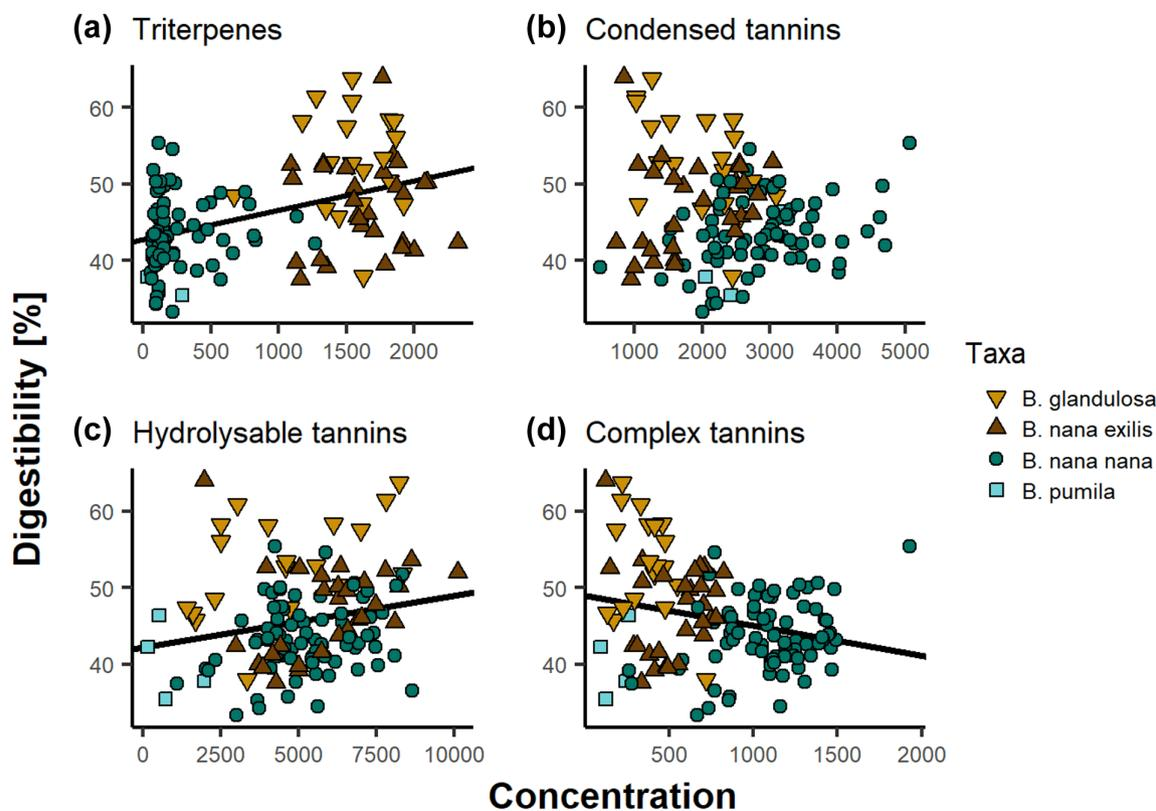 (a) Triterpenes
(b) Condensed tannins
60
50
40
0 500 1000 1500 2000
60
50
40
1000 2000 3000 4000 5000
Digestibility [%]
Taxa
B. glandulosa
B. nana exilis
B. nana nana
B. pumila
(c) Hydrolysable tannins
(d) Complex tannins
60
50
40
0 2500 5000 7500 10000
60
50
40
500 1000 1500 2000
Concentration